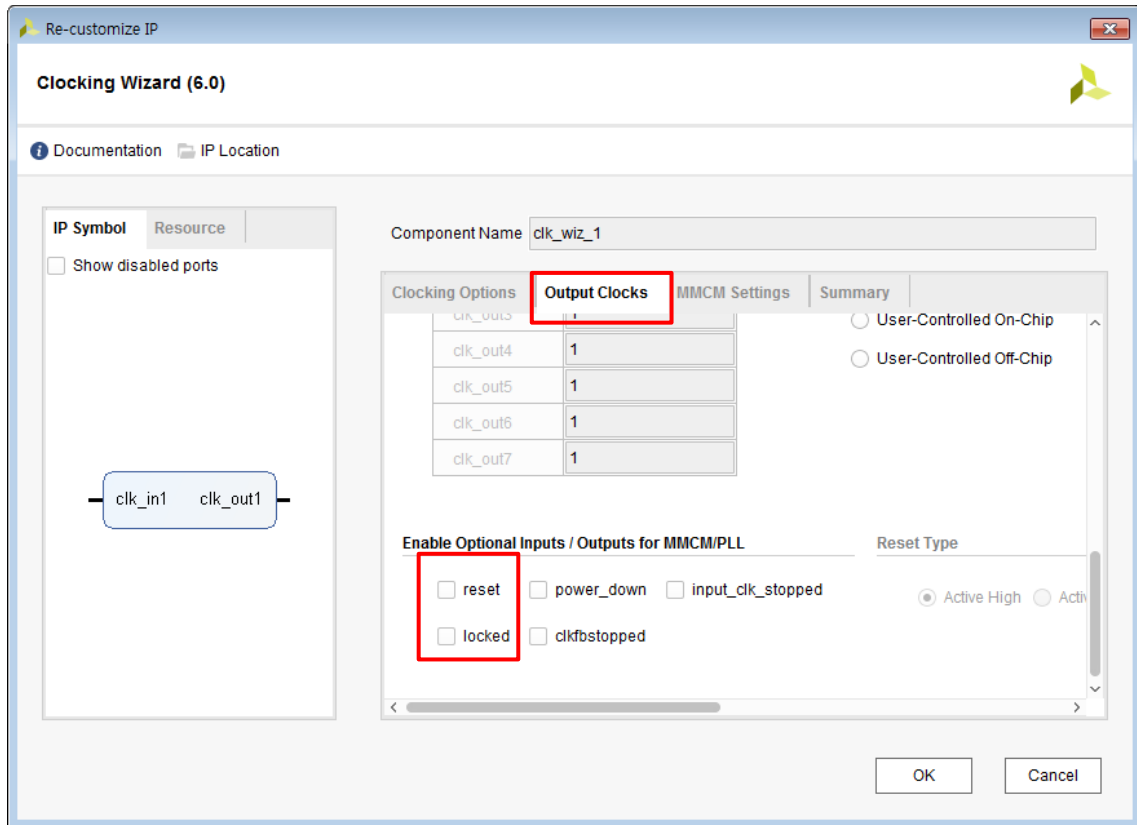 Re-customize IP
Clocking Wizard (6.0)
Documentation IP Location
IP Symbol Resource
Show disabled ports
clk_in1 clk_out1
Component Name clk_wiz_1
Clocking Options Output Clocks MMCM Settings Summary
clk_out3 1
clk_out4 1
clk_out5 1
clk_out6 1
clk_out7 1
User-Controlled On-Chip
User-Controlled Off-Chip
Enable Optional Inputs / Outputs for MMCM/PLL
reset power_down input_clk_stopped
locked clkfbstopped
Reset Type
Active High Activ
OK Cancel